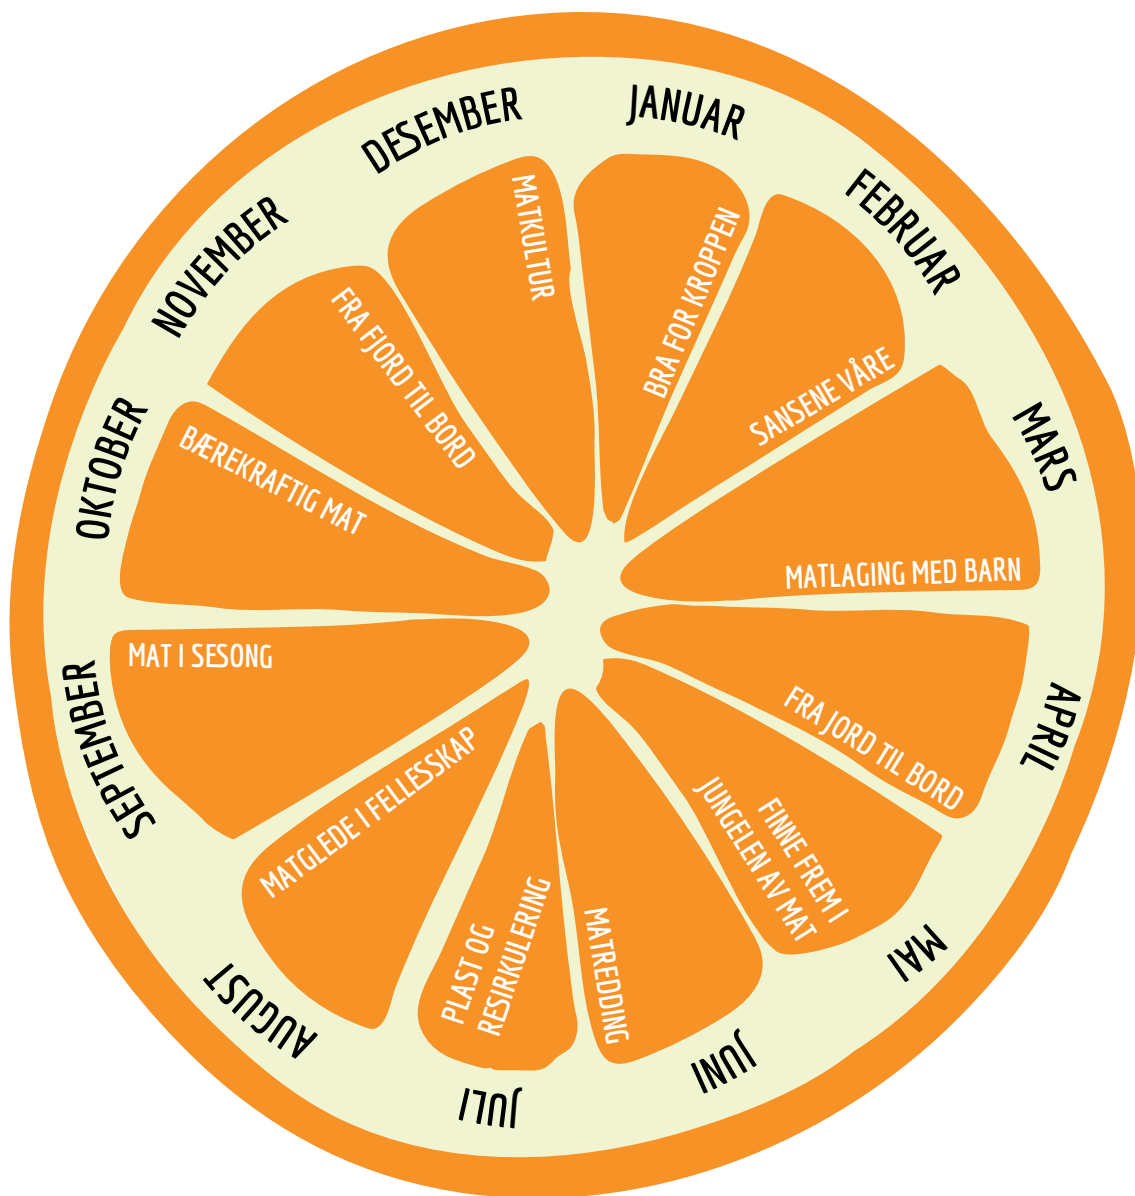 JANUAR
BRA FOR KROPPEN
FEBRUAR
SANSENE VÅRE
MARS
MATLAGING MED BARN
APRIL
FRA JORD TIL BORD
MAI
FINNE FREM I
JUNGELEN AV MAT
JUNI
MATREDDING
JULI
PLAST OG
RESIRKULERING
AUGUST
MATGLEDE I FELLESSKAP
SEPTEMBER
MAT I SESONG
OKTOBER
BÆREKRAFTIG MAT
NOVEMBER
FRA FJORD TIL BORD
DESEMBER
MATKULTUR